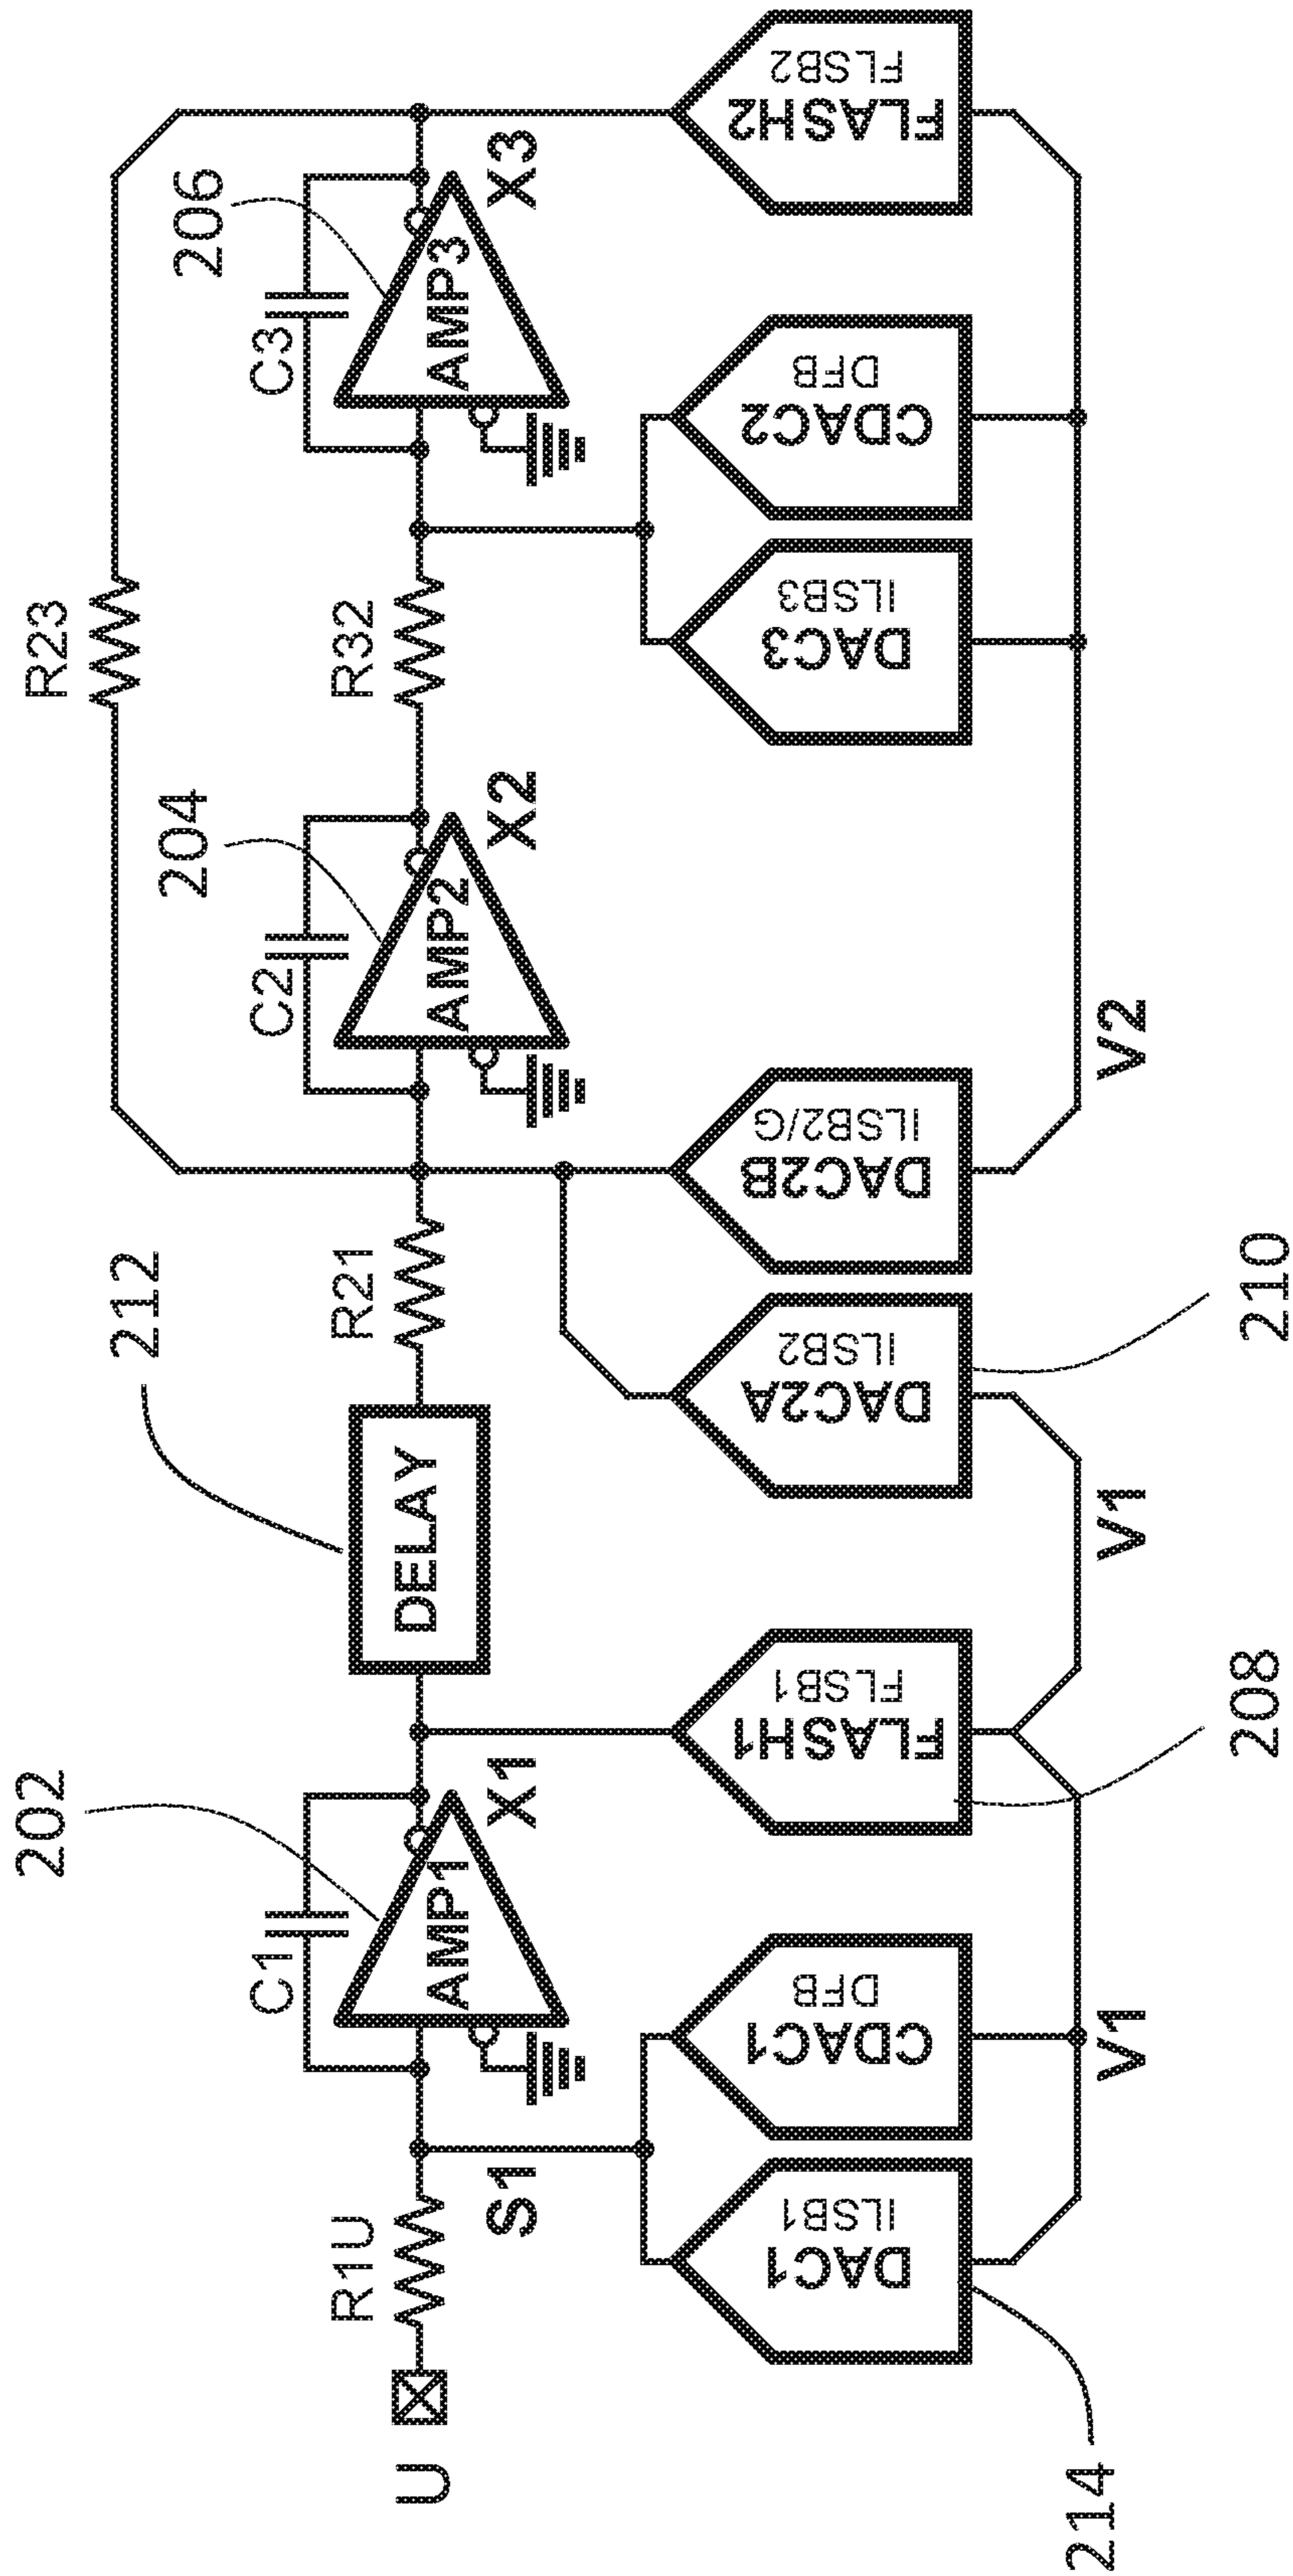 202
212
204
R23
206
C1
C2
C3
U
R1U
AMP1
DELAY
R21
AMP2
R32
AMP3
S1
X1
X2
X3
DAC1
ILSB1
CDAC1
DFB
FLASH1
FLSB1
DAC2A
ILSB2
DAC2B
ILSB2/G
DAC3
ILSB3
CDAC2
DFB
FLASH2
FLSB2
V1
V1
V2
214
208
210